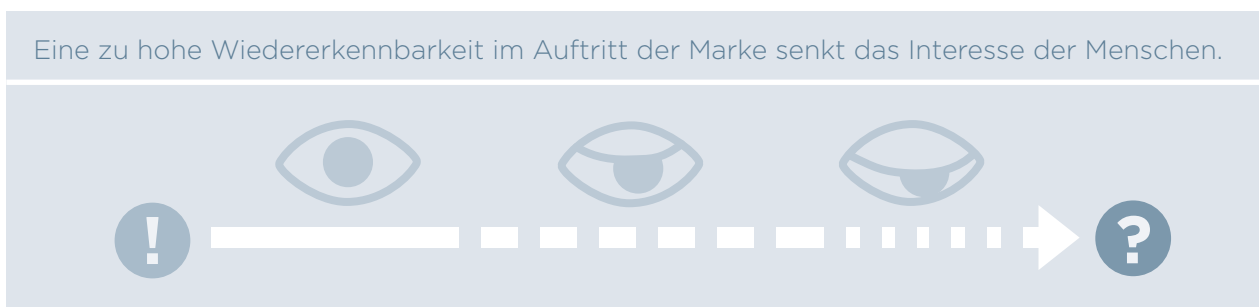 Eine zu hohe Wiedererkennbarkeit im Auftritt der Marke senkt das Interesse der Menschen.
! ?